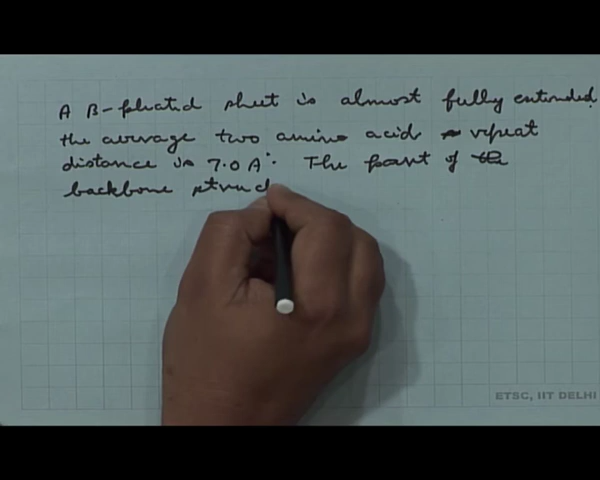 A B-pleated sheet is almost fully extended.
the average two amino acid repeat
distance is 7.0 A°. The part of the
backbone struc
ETSC, IIT DELHI